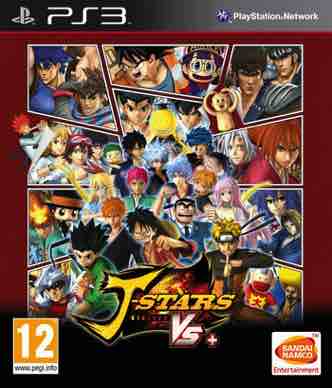 PS3
PlayStation®Network
J-STARS
VS+
12
www.pegi.info
BANDAI
NAMCO
Entertainment